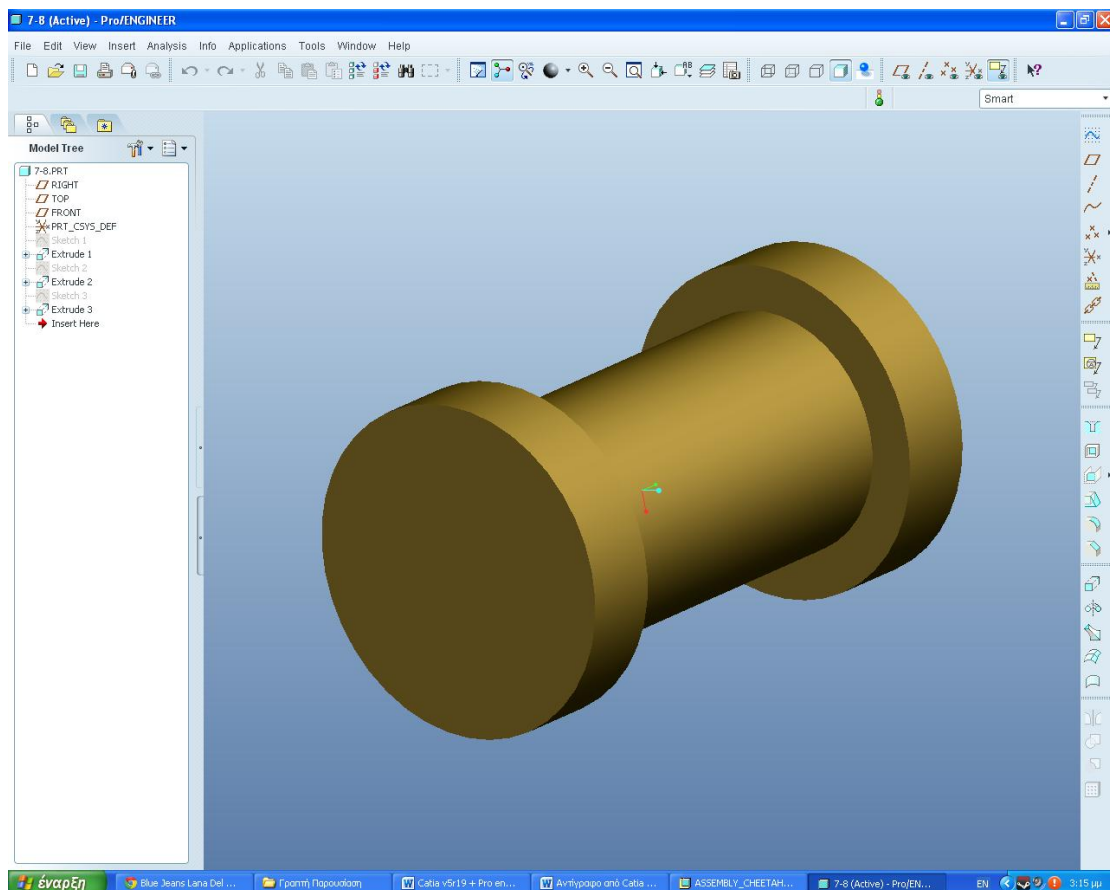 7-8 (Active) - Pro/ENGINEER
File Edit View Insert Analysis Info Applications Tools Window Help
Smart
Model Tree
7-8.PRT
RIGHT
TOP
FRONT
PRT_CSYS_DEF
Sketch 1
Extrude 1
Sketch 2
Extrude 2
Sketch 3
Extrude 3
Insert Here
έναρξη Blue Jeans Lana Del ... Γραπτή Παρουσίαση Catia v5r19 + Pro en... Αντίγραφο από Catia ... ASSEMBLY_CHEETAH... 7-8 (Active) - Pro/EN... EN 3:15 μμ